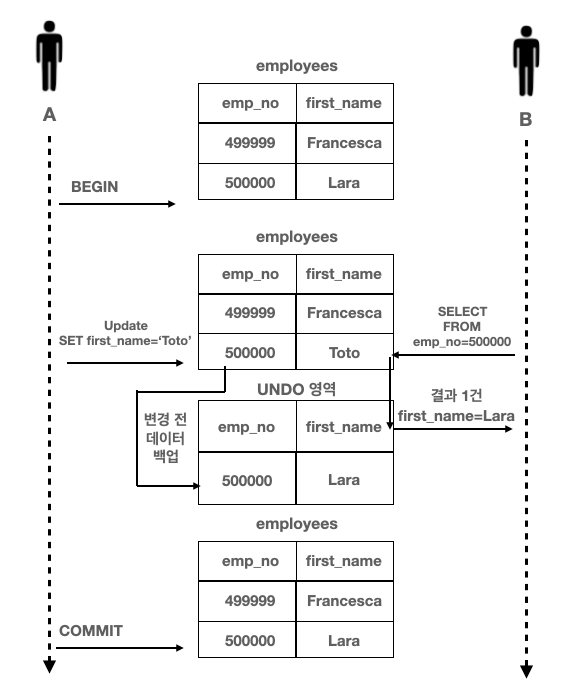 employees
A
B
emp_no first_name
499999 Francesca
500000 Lara
BEGIN
employees
emp_no first_name
499999 Francesca
500000 Toto
Update
SET first_name=‘Toto’
SELECT
FROM
emp_no=500000
UNDO 영역
변경 전
데이터
백업
emp_no first_name
500000 Lara
결과 1건
first_name=Lara
employees
emp_no first_name
499999 Francesca
500000 Lara
COMMIT